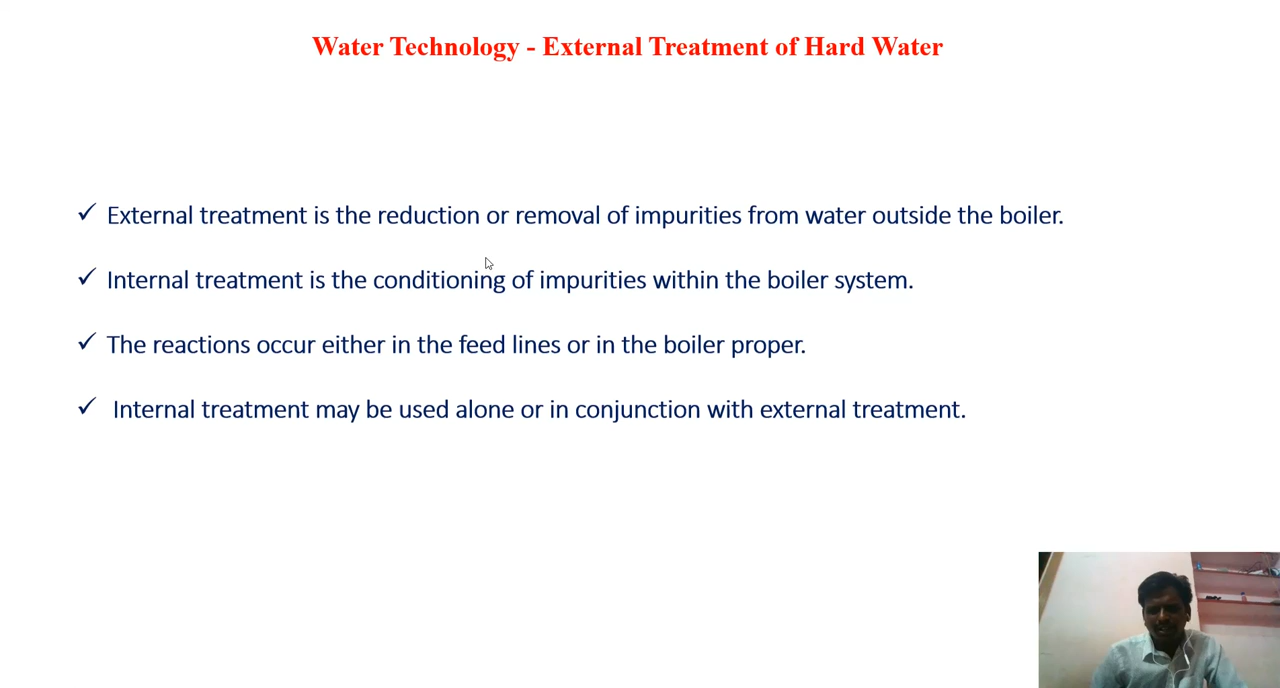 Water Technology - External Treatment of Hard Water
✓ External treatment is the reduction or removal of impurities from water outside the boiler.
✓ Internal treatment is the conditioning of impurities within the boiler system.
✓ The reactions occur either in the feed lines or in the boiler proper.
✓ Internal treatment may be used alone or in conjunction with external treatment.